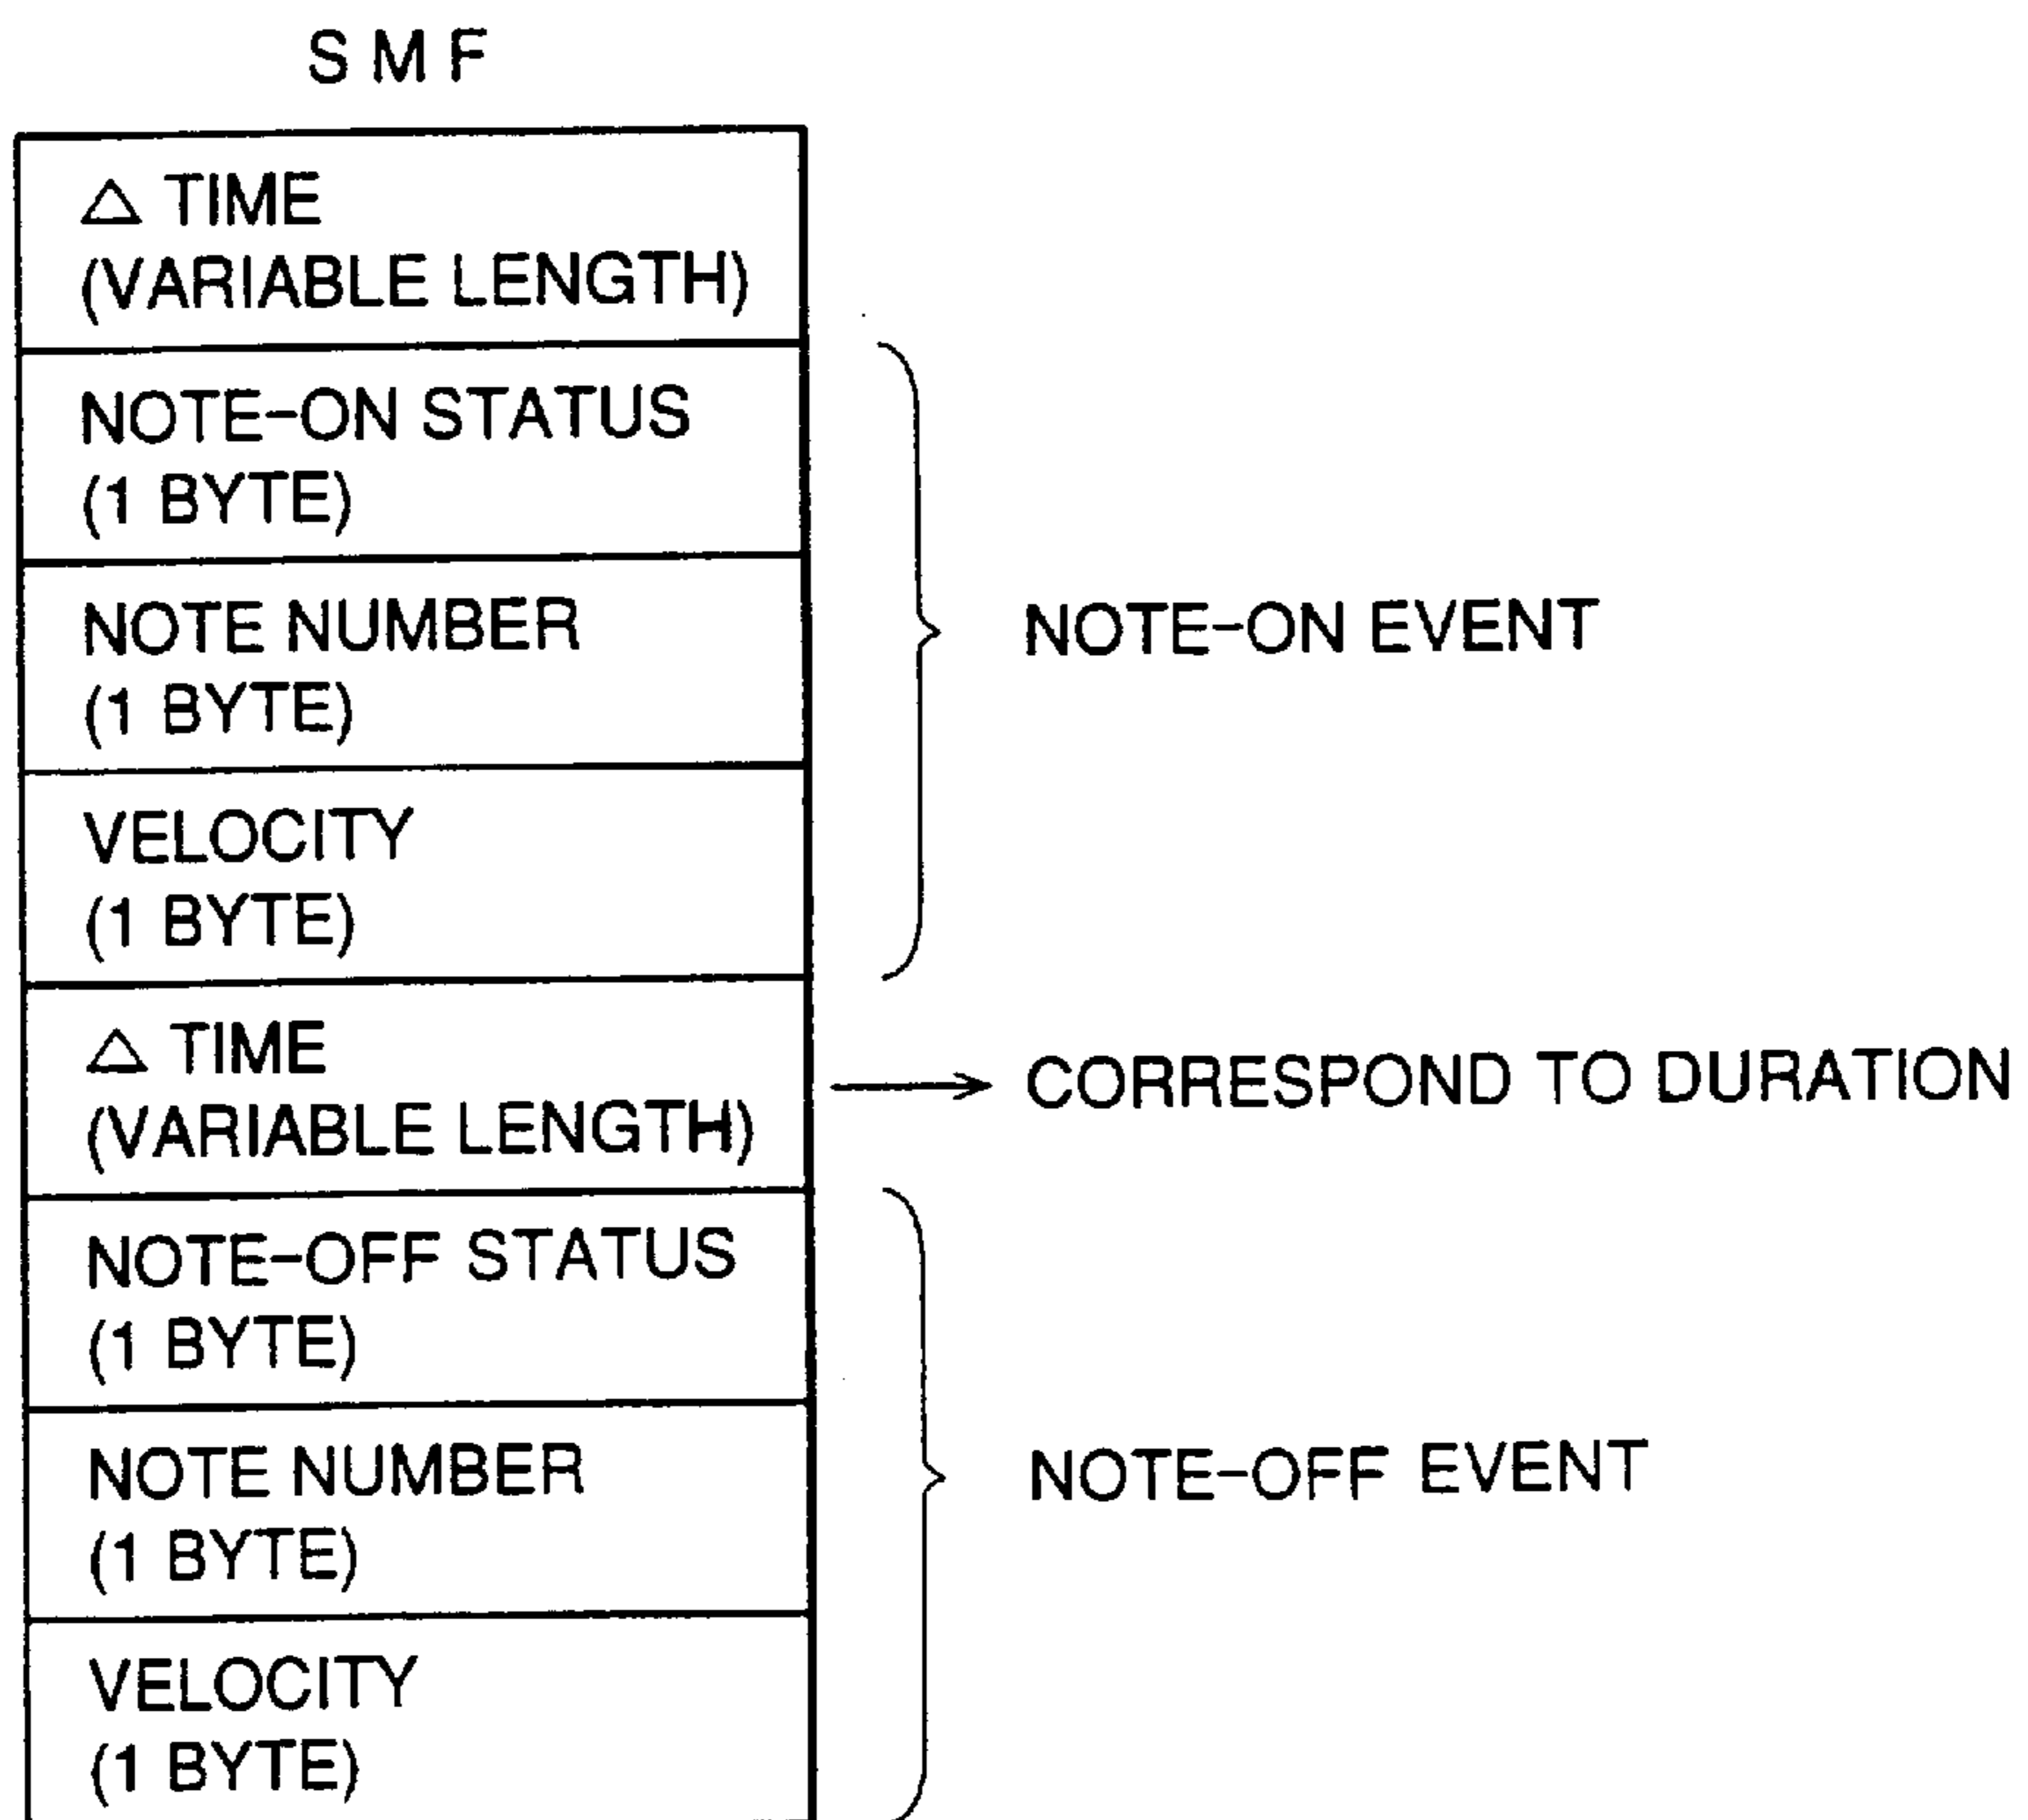 S M F
△ TIME
(VARIABLE LENGTH)
NOTE-ON STATUS
(1 BYTE)
NOTE NUMBER
(1 BYTE)
VELOCITY
(1 BYTE)
NOTE-ON EVENT
△ TIME
(VARIABLE LENGTH)
CORRESPOND TO DURATION
NOTE-OFF STATUS
(1 BYTE)
NOTE NUMBER
(1 BYTE)
VELOCITY
(1 BYTE)
NOTE-OFF EVENT